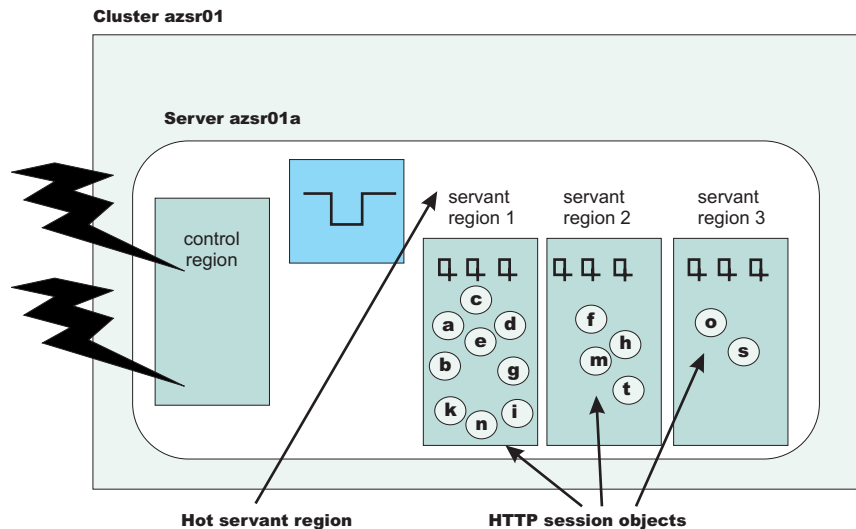 Cluster azsr01
Server azsr01a
control
region
servant
region 1
servant
region 2
servant
region 3
c
a
d
e
b
g
k
n
i
f
h
m
t
o
s
Hot servant region
HTTP session objects